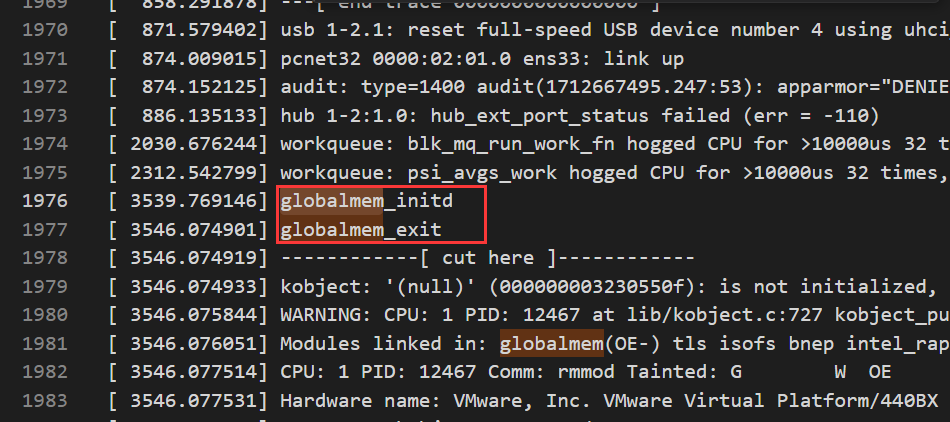 1969 [  858.291878] ---[ end trace 0000000000000000 ]
1970 [  871.579402] usb 1-2.1: reset full-speed USB device number 4 using uhci
1971 [  874.009015] pcnet32 0000:02:01.0 ens33: link up
1972 [  874.152125] audit: type=1400 audit(1712667495.247:53): apparmor="DENIE
1973 [  886.135133] hub 1-2:1.0: hub_ext_port_status failed (err = -110)
1974 [ 2030.676244] workqueue: blk_mq_run_work_fn hogged CPU for >10000us 32 t
1975 [ 2312.542799] workqueue: psi_avgs_work hogged CPU for >10000us 32 times,
1976 [ 3539.769146] globalmem_initd
1977 [ 3546.074901] globalmem_exit
1978 [ 3546.074919] ------------[ cut here ]------------
1979 [ 3546.074933] kobject: '(null)' (000000003230550f): is not initialized,
1980 [ 3546.075844] WARNING: CPU: 1 PID: 12467 at lib/kobject.c:727 kobject_pu
1981 [ 3546.076051] Modules linked in: globalmem(OE-) tls isofs bnep intel_rap
1982 [ 3546.077514] CPU: 1 PID: 12467 Comm: rmmod Tainted: G        W  OE
1983 [ 3546.077531] Hardware name: VMware, Inc. VMware Virtual Platform/440BX